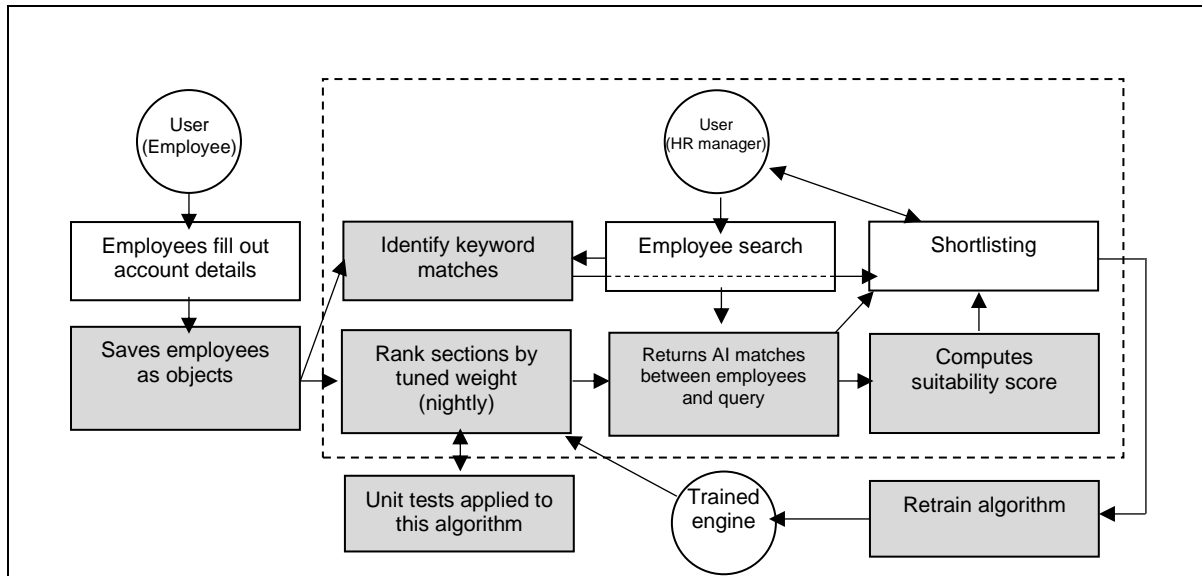 User
(Employee)
User
(HR manager)
Employees fill out
account details
Identify keyword
matches
Employee search
Shortlisting
Saves employees
as objects
Rank sections by
tuned weight
(nightly)
Returns AI matches
between employees
and query
Computes
suitability score
Unit tests applied to
this algorithm
Trained
engine
Retrain algorithm